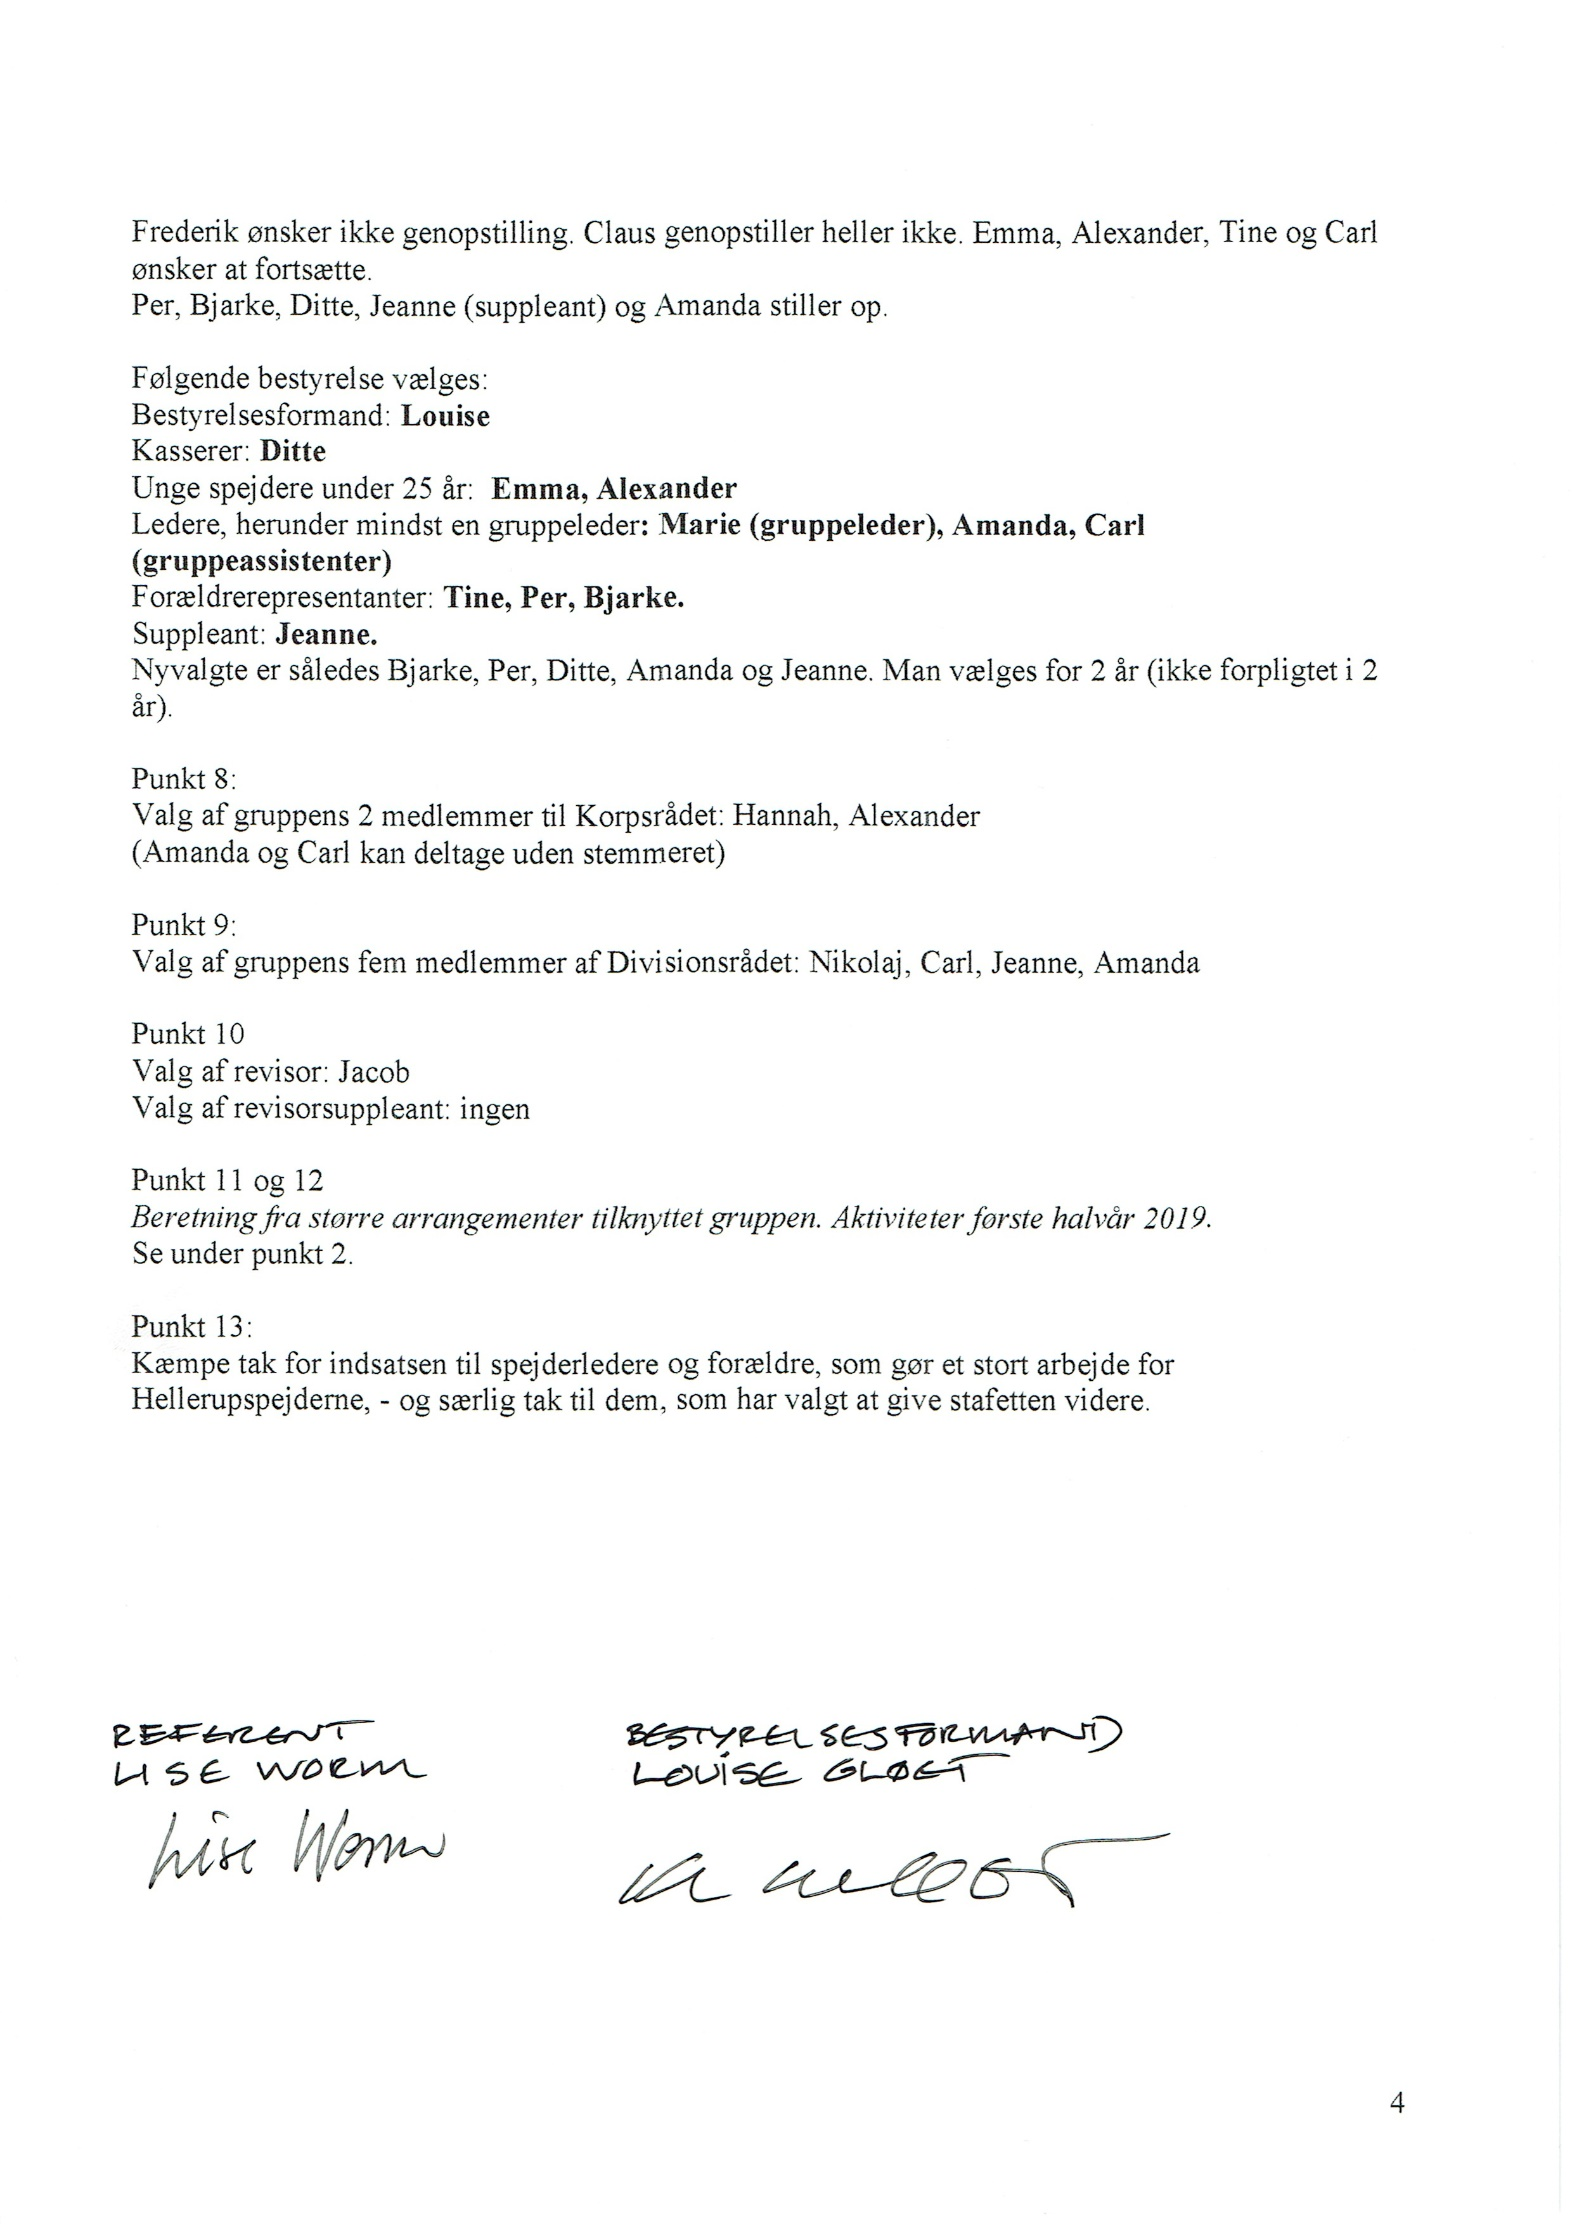 Frederik ønsker ikke genopstilling. Claus genopstiller heller ikke. Emma, Alexander, Tine og Carl
ønsker at fortsætte.
Per, Bjarke, Ditte, Jeanne (suppleant) og Amanda stiller op.
Følgende bestyrelse vælges:
Bestyrelsesformand: Louise
Kasserer: Ditte
Unge spejdere under 25 år: Emma, Alexander
Ledere, herunder mindst en gruppeleder: Marie (gruppeleder), Amanda, Carl
(gruppeassistenter)
Forældrerepresentanter: Tine, Per, Bjarke.
Suppleant: Jeanne.
Nyvalgte er således Bjarke, Per, Ditte, Amanda og Jeanne. Man vælges for 2 år (ikke forpligtet i 2
år).
Punkt 8:
Valg af gruppens 2 medlemmer til Korpsrådet: Hannah, Alexander
(Amanda og Carl kan deltage uden stemmeret)
Punkt 9:
Valg af gruppens fem medlemmer af Divisionsrådet: Nikolaj, Carl, Jeanne, Amanda
Punkt 10
Valg af revisor: Jacob
Valg af revisorsuppleant: ingen
Punkt 11 og 12
Beretning fra større arrangementer tilknyttet gruppen. Aktiviteter første halvår 2019.
Se under punkt 2.
Punkt 13:
Kæmpe tak for indsatsen til spejderledere og forældre, som gør et stort arbejde for
Hellerupspejderne, - og særlig tak til dem, som har valgt at give stafetten videre.
REFERENT BESTYRELSESFORMAND
LISE WORM LOUISE GLØET
Lise Worm
4